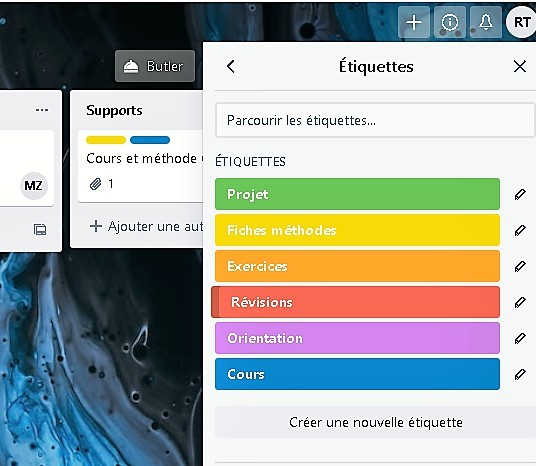 RT
Butler
Étiquettes
Supports
Parcourir les étiquettes...
Cours et méthode
ÉTIQUETTES
MZ
1
Projet
Ajouter une aut
Fiches méthodes
Exercices
Révisions
Orientation
Cours
Créer une nouvelle étiquette